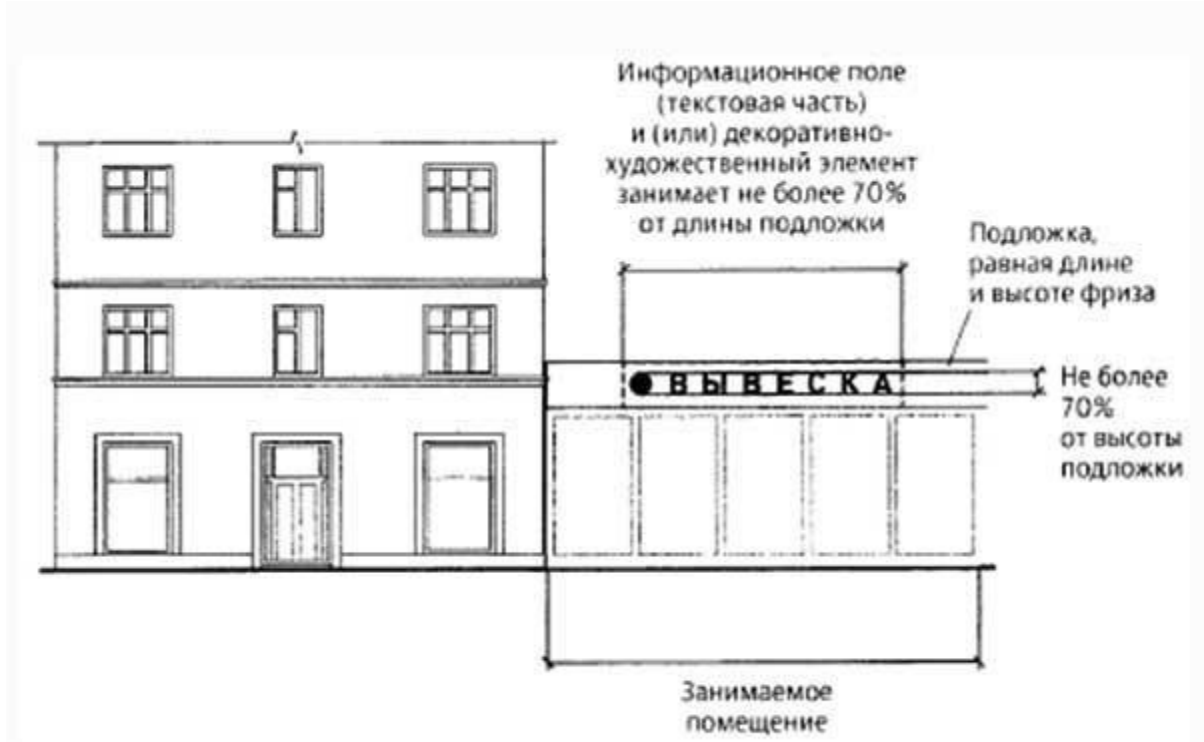 Информационное поле
(текстовая часть)
и (или) декоративно-
художественный элемент
занимает не более 70%
от длины подложки
Подложка,
равная длине
и высоте фриза
ВЫВЕСКА
Не более
70%
от высоты
подложки
Занимаемое
помещение